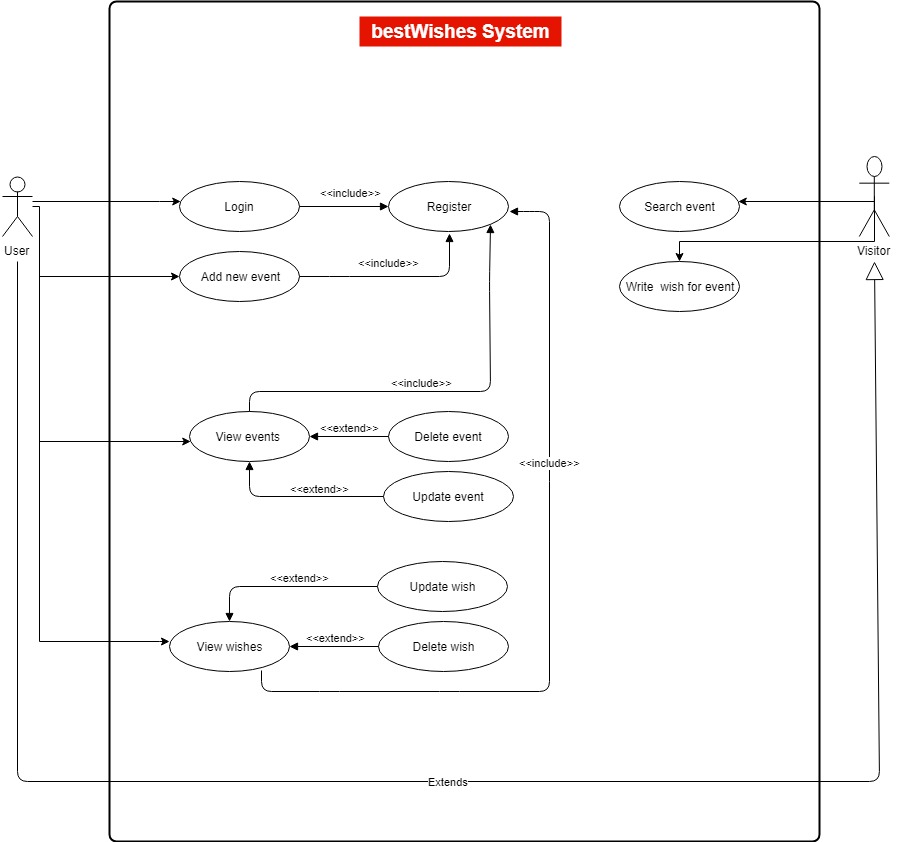 bestWishes System
<<include>>
Login
Register
Search event
User
Visitor
<<include>>
Add new event
Write  wish for event
<<include>>
<<extend>>
View events
Delete event
<<include>>
<<extend>>
Update event
<<extend>>
Update wish
<<extend>>
View wishes
Delete wish
Extends